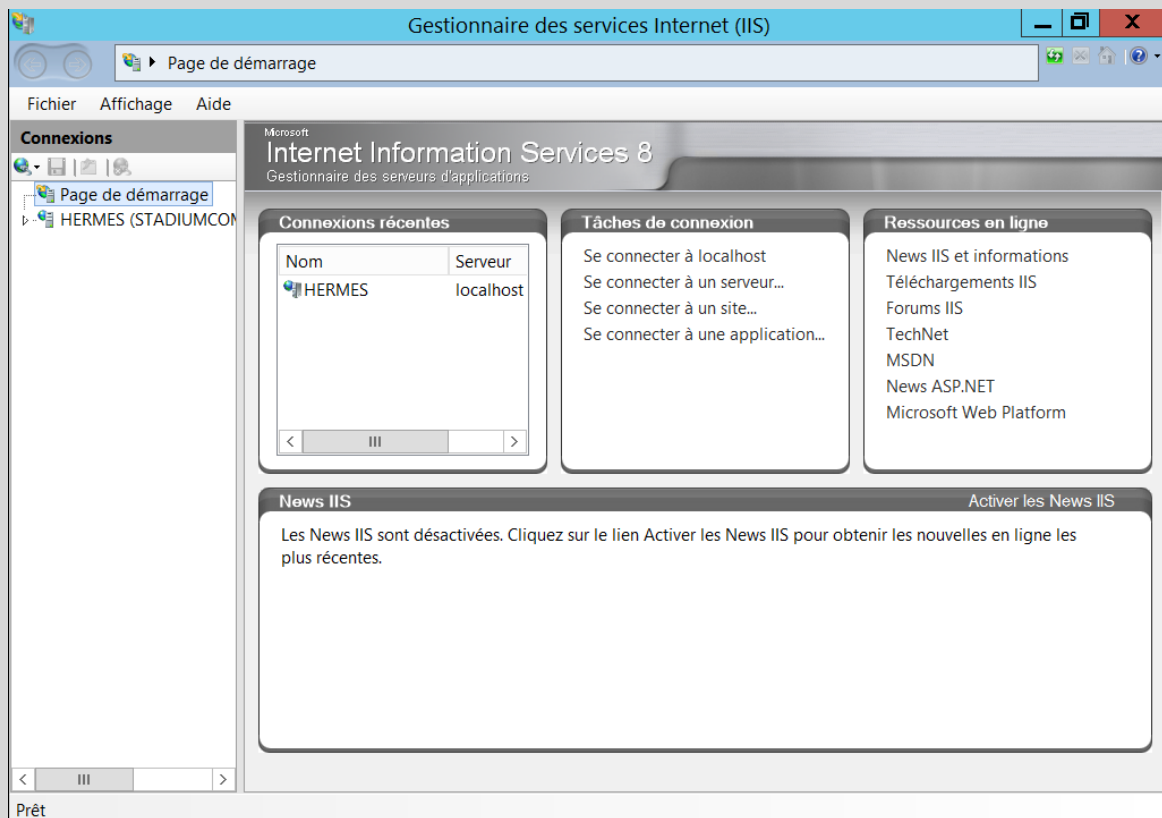 Gestionnaire des services Internet (IIS)
Page de démarrage
Fichier Affichage Aide
Connexions
Page de démarrage
HERMES (STADIUMCOM
Microsoft
Internet Information Services 8
Gestionnaire des serveurs d'applications
Connexions récentes
Nom Serveur
HERMES localhost
Tâches de connexion
Se connecter à localhost
Se connecter à un serveur...
Se connecter à un site...
Se connecter à une application...
Ressources en ligne
News IIS et informations
Téléchargements IIS
Forums IIS
TechNet
MSDN
News ASP.NET
Microsoft Web Platform
News IIS Activer les News IIS
Les News IIS sont désactivées. Cliquez sur le lien Activer les News IIS pour obtenir les nouvelles en ligne les
plus récentes.
Prêt